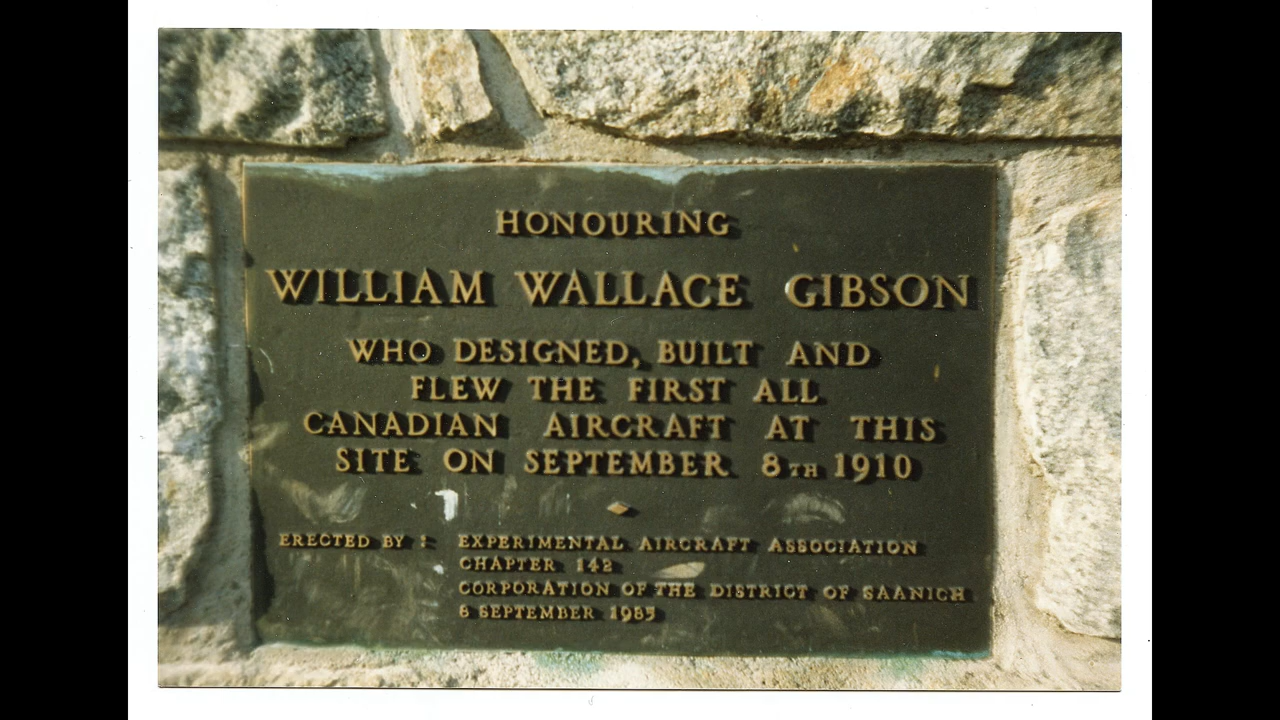 HONOURING
WILLIAM WALLACE GIBSON
WHO DESIGNED, BUILT AND
FLEW THE FIRST ALL
CANADIAN AIRCRAFT AT THIS
SITE ON SEPTEMBER 8TH 1910
ERECTED BY : EXPERIMENTAL AIRCRAFT ASSOCIATION
CHAPTER 142
CORPORATION OF THE DISTRICT OF SAANICH
8 SEPTEMBER 1985